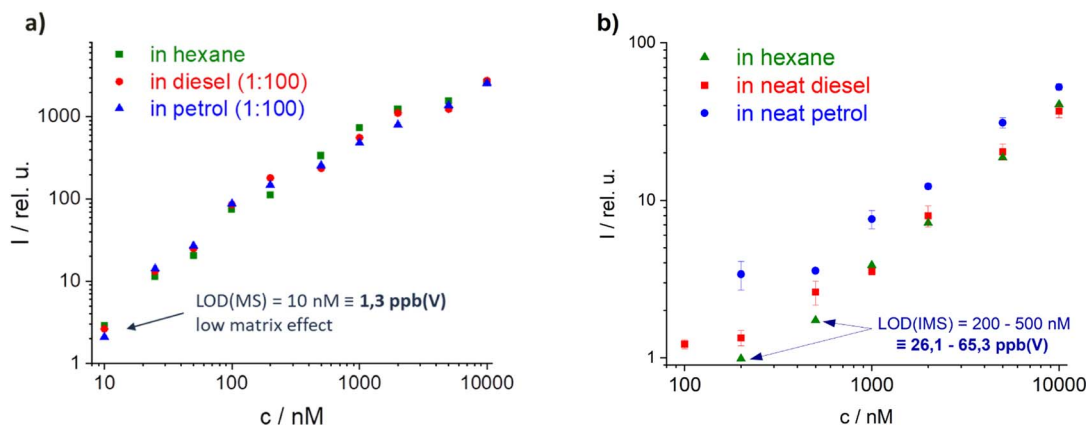 a)
in hexane
in diesel (1:100)
in petrol (1:100)
1000
100
10
1
I / rel. u.
LOD(MS) = 10 nM ≡ 1,3 ppb(V)
low matrix effect
10
100
1000
10000
c / nM
b)
in hexane
in neat diesel
in neat petrol
100
10
1
I / rel. u.
LOD(IMS) = 200 - 500 nM
≡ 26,1 - 65,3 ppb(V)
100
1000
10000
c / nM